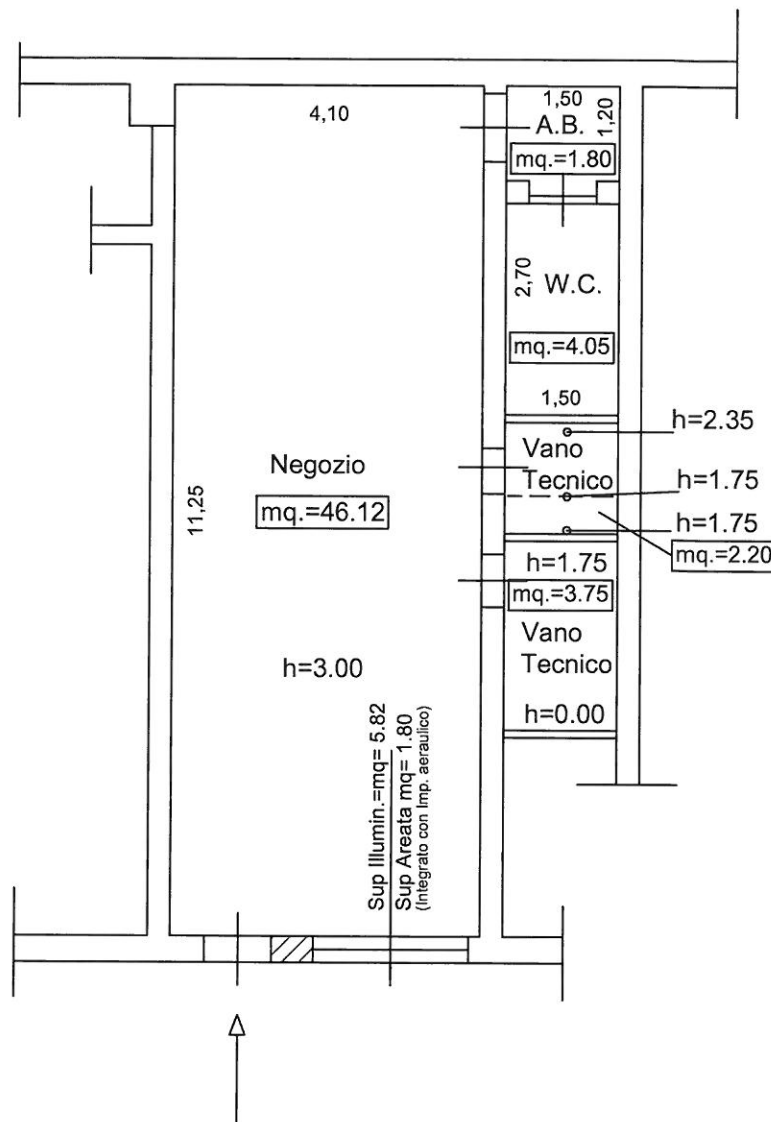 4,10
1,50
1,20
A.B.
mq.=1.80
2,70
W.C.
mq.=4.05
1,50
h=2.35
Vano
Tecnico
h=1.75
h=1.75
mq.=2.20
Negozio
mq.=46.12
11,25
h=1.75
mq.=3.75
Vano
Tecnico
h=0.00
h=3.00
Sup Illumin.=mq= 5.82
Sup Areata mq= 1.80
(Integrato con Imp. aeraulico)